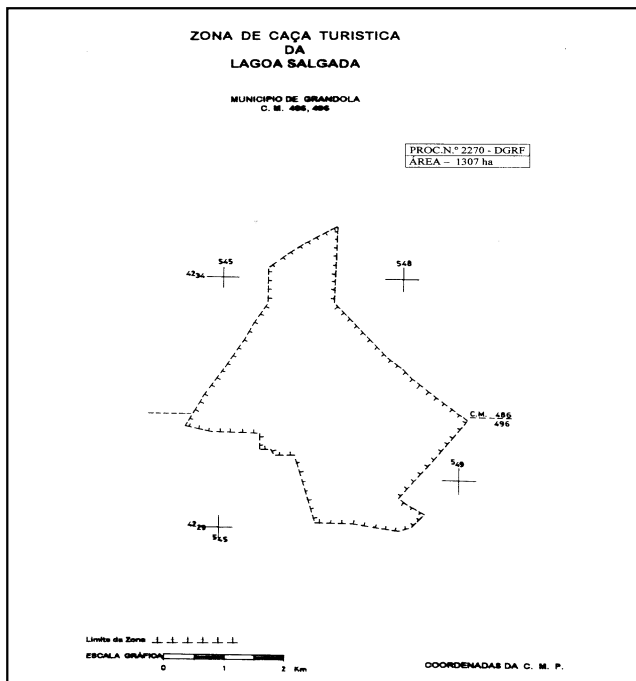 ZONA DE CAÇA TURISTICA
DA
LAGOA SALGADA
MUNICIPIO DE GRANDOLA
C. M. 496
PROC.N.º 2270 - DGRF
ÁREA – 1307 ha
545
548
4234
C.M. 486
496
549
4229
545
Limite da Zona
ESCALA GRÁFICA
0 1 2 Km
COORDENADAS DA C. M. P.